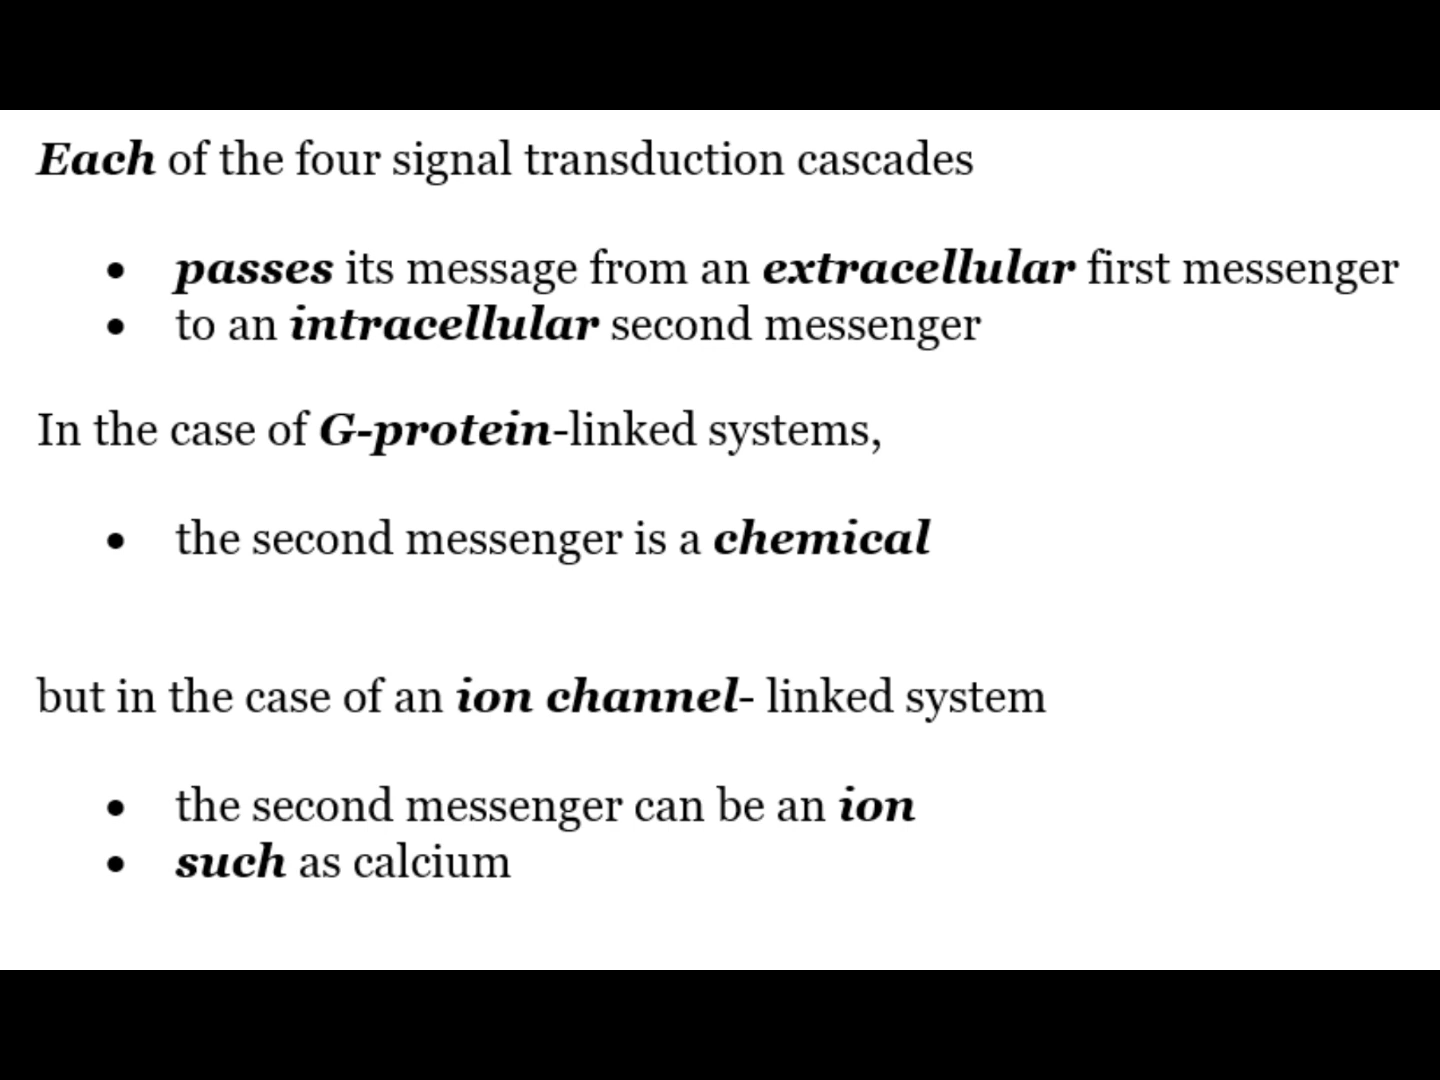 Each of the four signal transduction cascades
• passes its message from an extracellular first messenger
• to an intracellular second messenger
In the case of G-protein-linked systems,
• the second messenger is a chemical
but in the case of an ion channel- linked system
• the second messenger can be an ion
• such as calcium